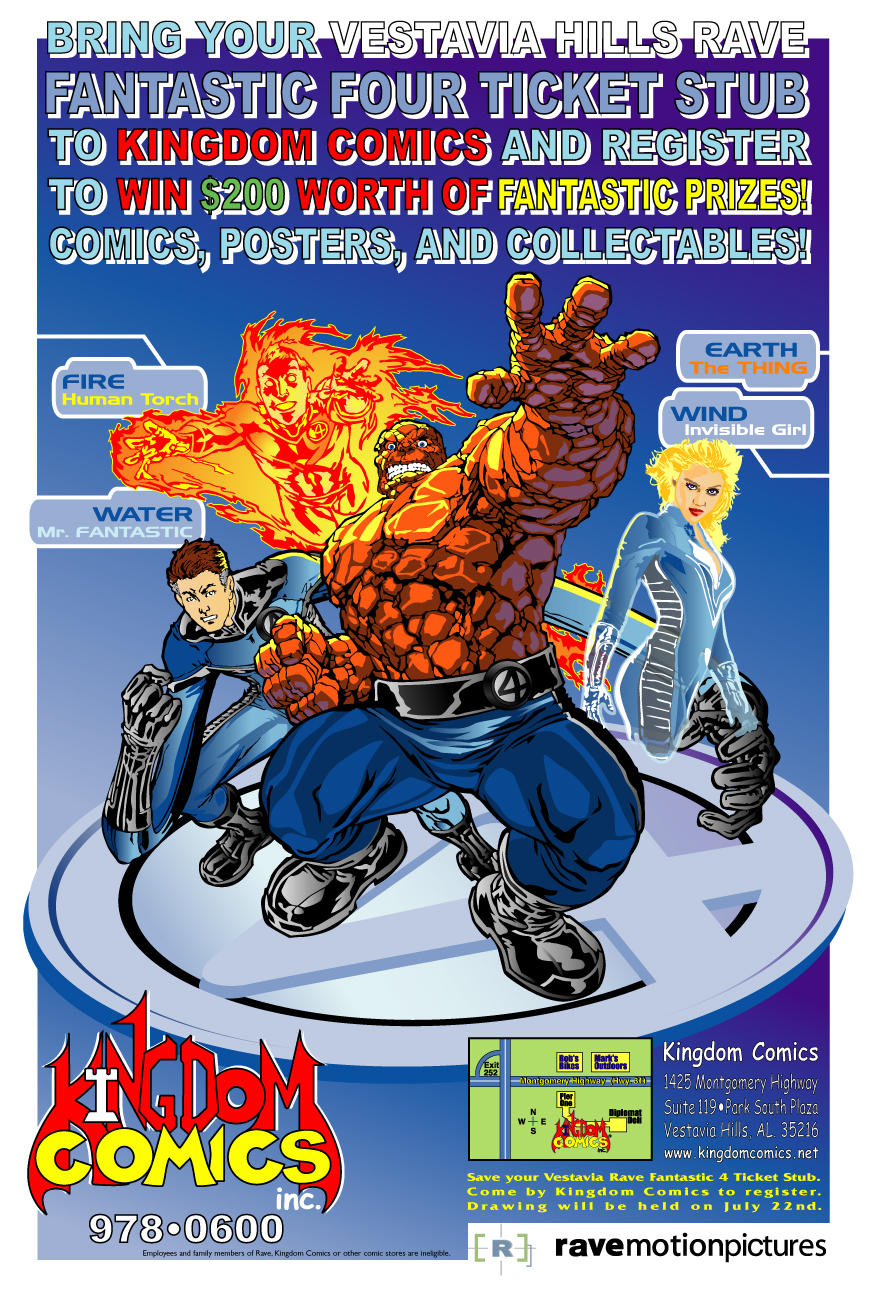 BRING YOUR VESTAVIA HILLS RAVE
FANTASTIC FOUR TICKET STUB
TO KINGDOM COMICS AND REGISTER
TO WIN $200 WORTH OF FANTASTIC PRIZES!
COMICS, POSTERS, AND COLLECTABLES!
EARTH
The THING
FIRE
Human Torch
WIND
Invisible Girl
WATER
Mr. FANTASTIC
4
KINGDOM
COMICS
inc.
978•0600
Employees and family members of Rave, Kingdom Comics or other comic stores are ineligible.
Exit
252
Rob's
Bikes
Mark's
Outdoors
Montgomery Highway (Hwy. 31)
Pier
One
N
W E
S
Diplomat
Deli
KINGDOM
COMICS
inc.
Kingdom Comics
1425 Montgomery Highway
Suite 119•Park South Plaza
Vestavia Hills, AL. 35216
www.kingdomcomics.net
Save your Vestavia Rave Fantastic 4 Ticket Stub.
Come by Kingdom Comics to register.
Drawing will be held on July 22nd.
[R] ravemotionpictures